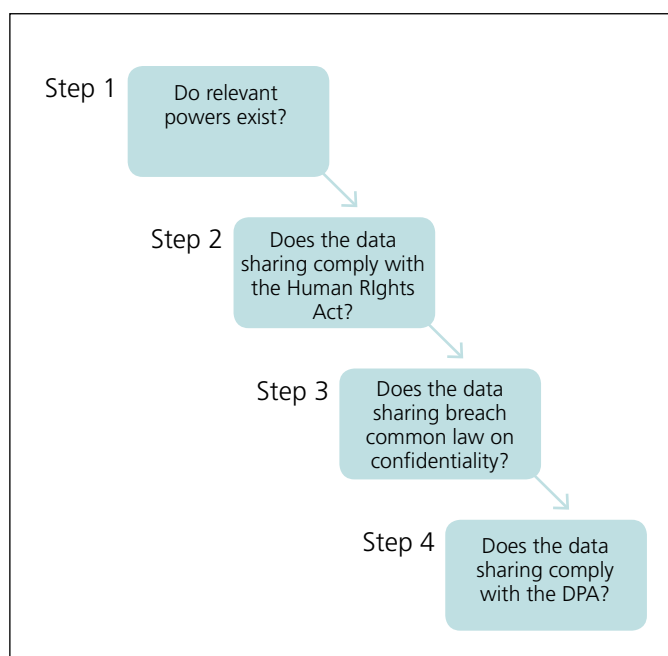 Step 1
Do relevant
powers exist?
Step 2
Does the data
sharing comply with
the Human RIghts
Act?
Step 3
Does the data
sharing breach
common law on
confidentiality?
Step 4
Does the data
sharing comply
with the DPA?